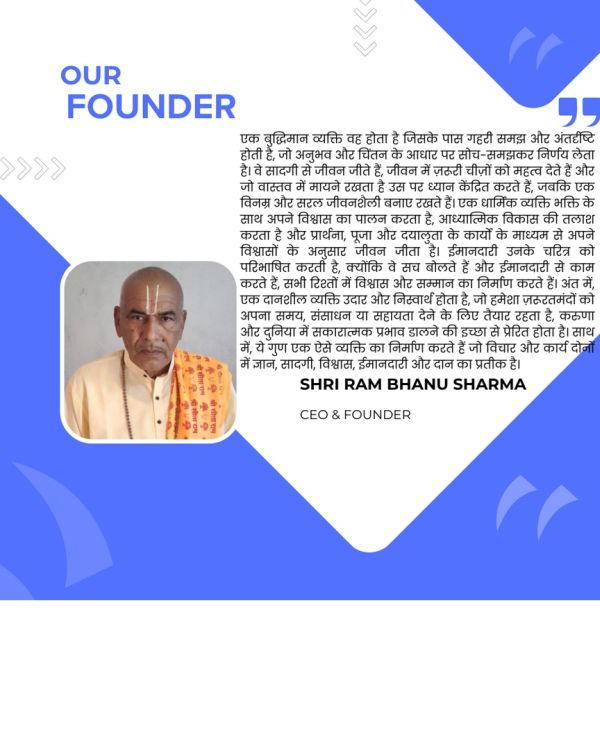 OUR
FOUNDER
एक बुद्धिमान व्यक्ति वह होता है जिसके पास गहरी समझ और अंतर्दृष्टि
होती है, जो अनुभव और चिंतन के आधार पर सोच-समझकर निर्णय लेता
है। वे सादगी से जीवन जीते हैं, जीवन में ज़रूरी चीज़ों को महत्व देते हैं और
जो वास्तव में मायने रखता है उस पर ध्यान केंद्रित करते हैं, जबकि एक
विनम्र और सरल जीवनशैली बनाए रखते हैं। एक धार्मिक व्यक्ति भक्ति के
साथ अपने विश्वास का पालन करता है, आध्यात्मिक विकास की तलाश
करता है और प्रार्थना, पूजा और दयालुता के कार्यों के माध्यम से अपने
विश्वासों के अनुसार जीवन जीता है। ईमानदारी उनके चरित्र को
परिभाषित करती है, क्योंकि वे सच बोलते हैं और ईमानदारी से काम
करते हैं, सभी रिश्तों में विश्वास और सम्मान का निर्माण करते हैं। अंत में,
एक दानशील व्यक्ति उदार और निस्वार्थ होता है, जो हमेशा ज़रूरतमंदों को
अपना समय, संसाधन या सहायता देने के लिए तैयार रहता है, करुणा
और दुनिया में सकारात्मक प्रभाव डालने की इच्छा से प्रेरित होता है। साथ
में, ये गुण एक ऐसे व्यक्ति का निर्माण करते हैं जो विचार और कार्य दोनों
में ज्ञान, सादगी, विश्वास, ईमानदारी और दान का प्रतीक है।
SHRI RAM BHANU SHARMA
CEO & FOUNDER